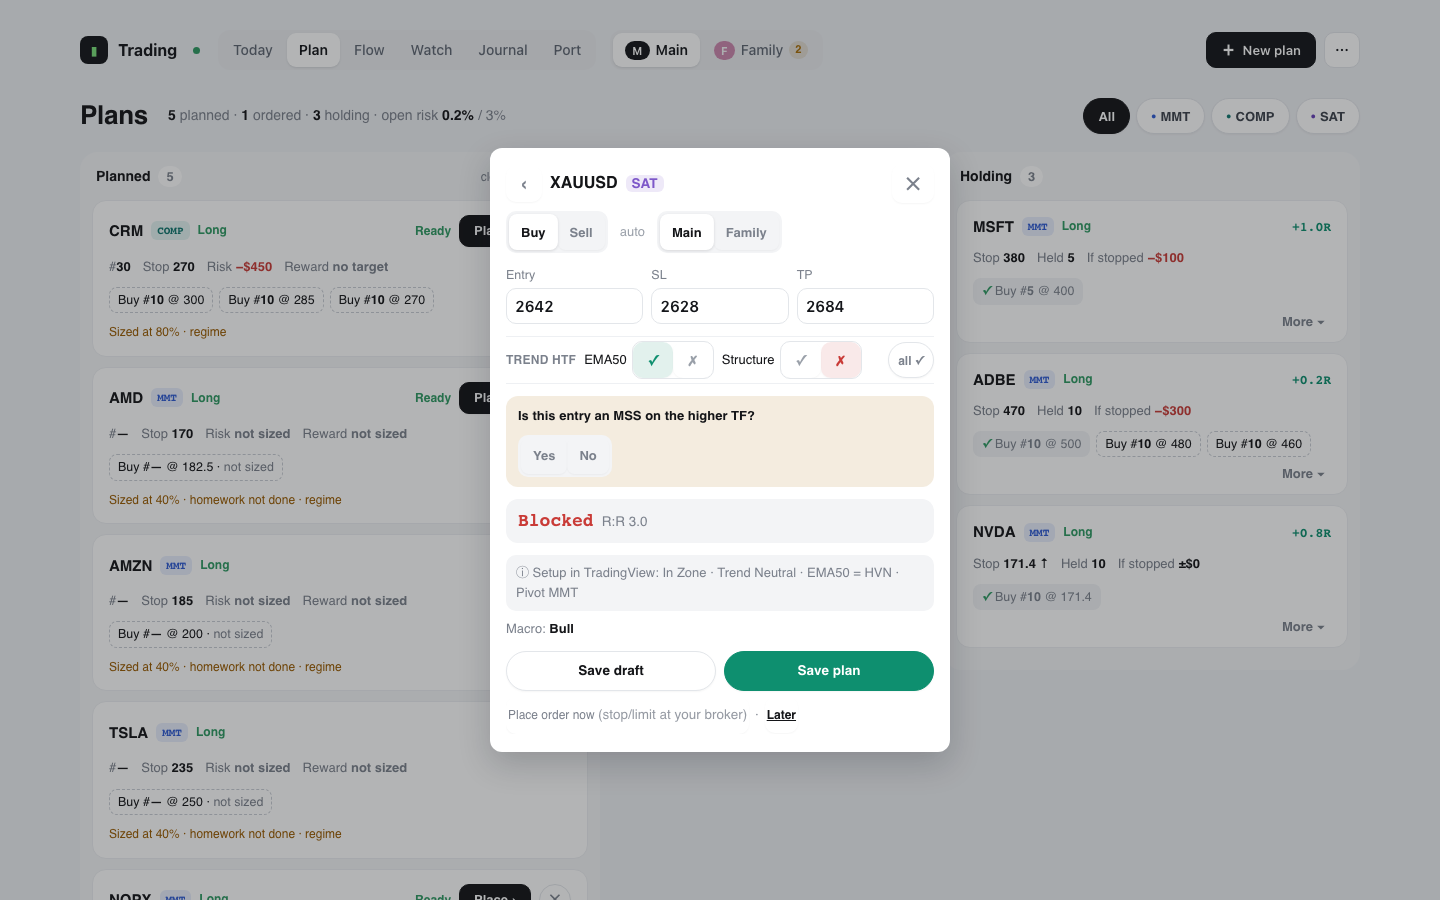 Trading
Today Plan Flow Watch Journal Port
M Main F Family 2
+ New plan ···
Plans 5 planned · 1 ordered · 3 holding · open risk 0.2% / 3%
All • MMT • COMP • SAT
Planned 5
CRM COMP Long Ready
#30 Stop 270 Risk –$450 Reward no target
Buy #10 @ 300 Buy #10 @ 285 Buy #10 @ 270
Sized at 80% · regime
AMD MMT Long Ready
#— Stop 170 Risk not sized Reward not sized
Buy #— @ 182.5 · not sized
Sized at 40% · homework not done · regime
AMZN MMT Long
#— Stop 185 Risk not sized Reward not sized
Buy #— @ 200 · not sized
Sized at 40% · homework not done · regime
TSLA MMT Long
#— Stop 235 Risk not sized Reward not sized
Buy #— @ 250 · not sized
Sized at 40% · homework not done · regime
‹ XAUUSD SAT ✕
Buy Sell auto Main Family
Entry SL TP
2642 2628 2684
TREND HTF EMA50 ✓ ✗ Structure ✓ ✗ all ✓
Is this entry an MSS on the higher TF?
Yes No
Blocked R:R 3.0
ⓘ Setup in TradingView: In Zone · Trend Neutral · EMA50 = HVN ·
Pivot MMT
Macro: Bull
Save draft Save plan
Place order now (stop/limit at your broker) · Later
Holding 3
MSFT MMT Long +1.0R
Stop 380 Held 5 If stopped –$100
✓ Buy #5 @ 400
More
ADBE MMT Long +0.2R
Stop 470 Held 10 If stopped –$300
✓ Buy #10 @ 500 Buy #10 @ 480 Buy #10 @ 460
More
NVDA MMT Long +0.8R
Stop 171.4 ↑ Held 10 If stopped ±$0
✓ Buy #10 @ 171.4
More